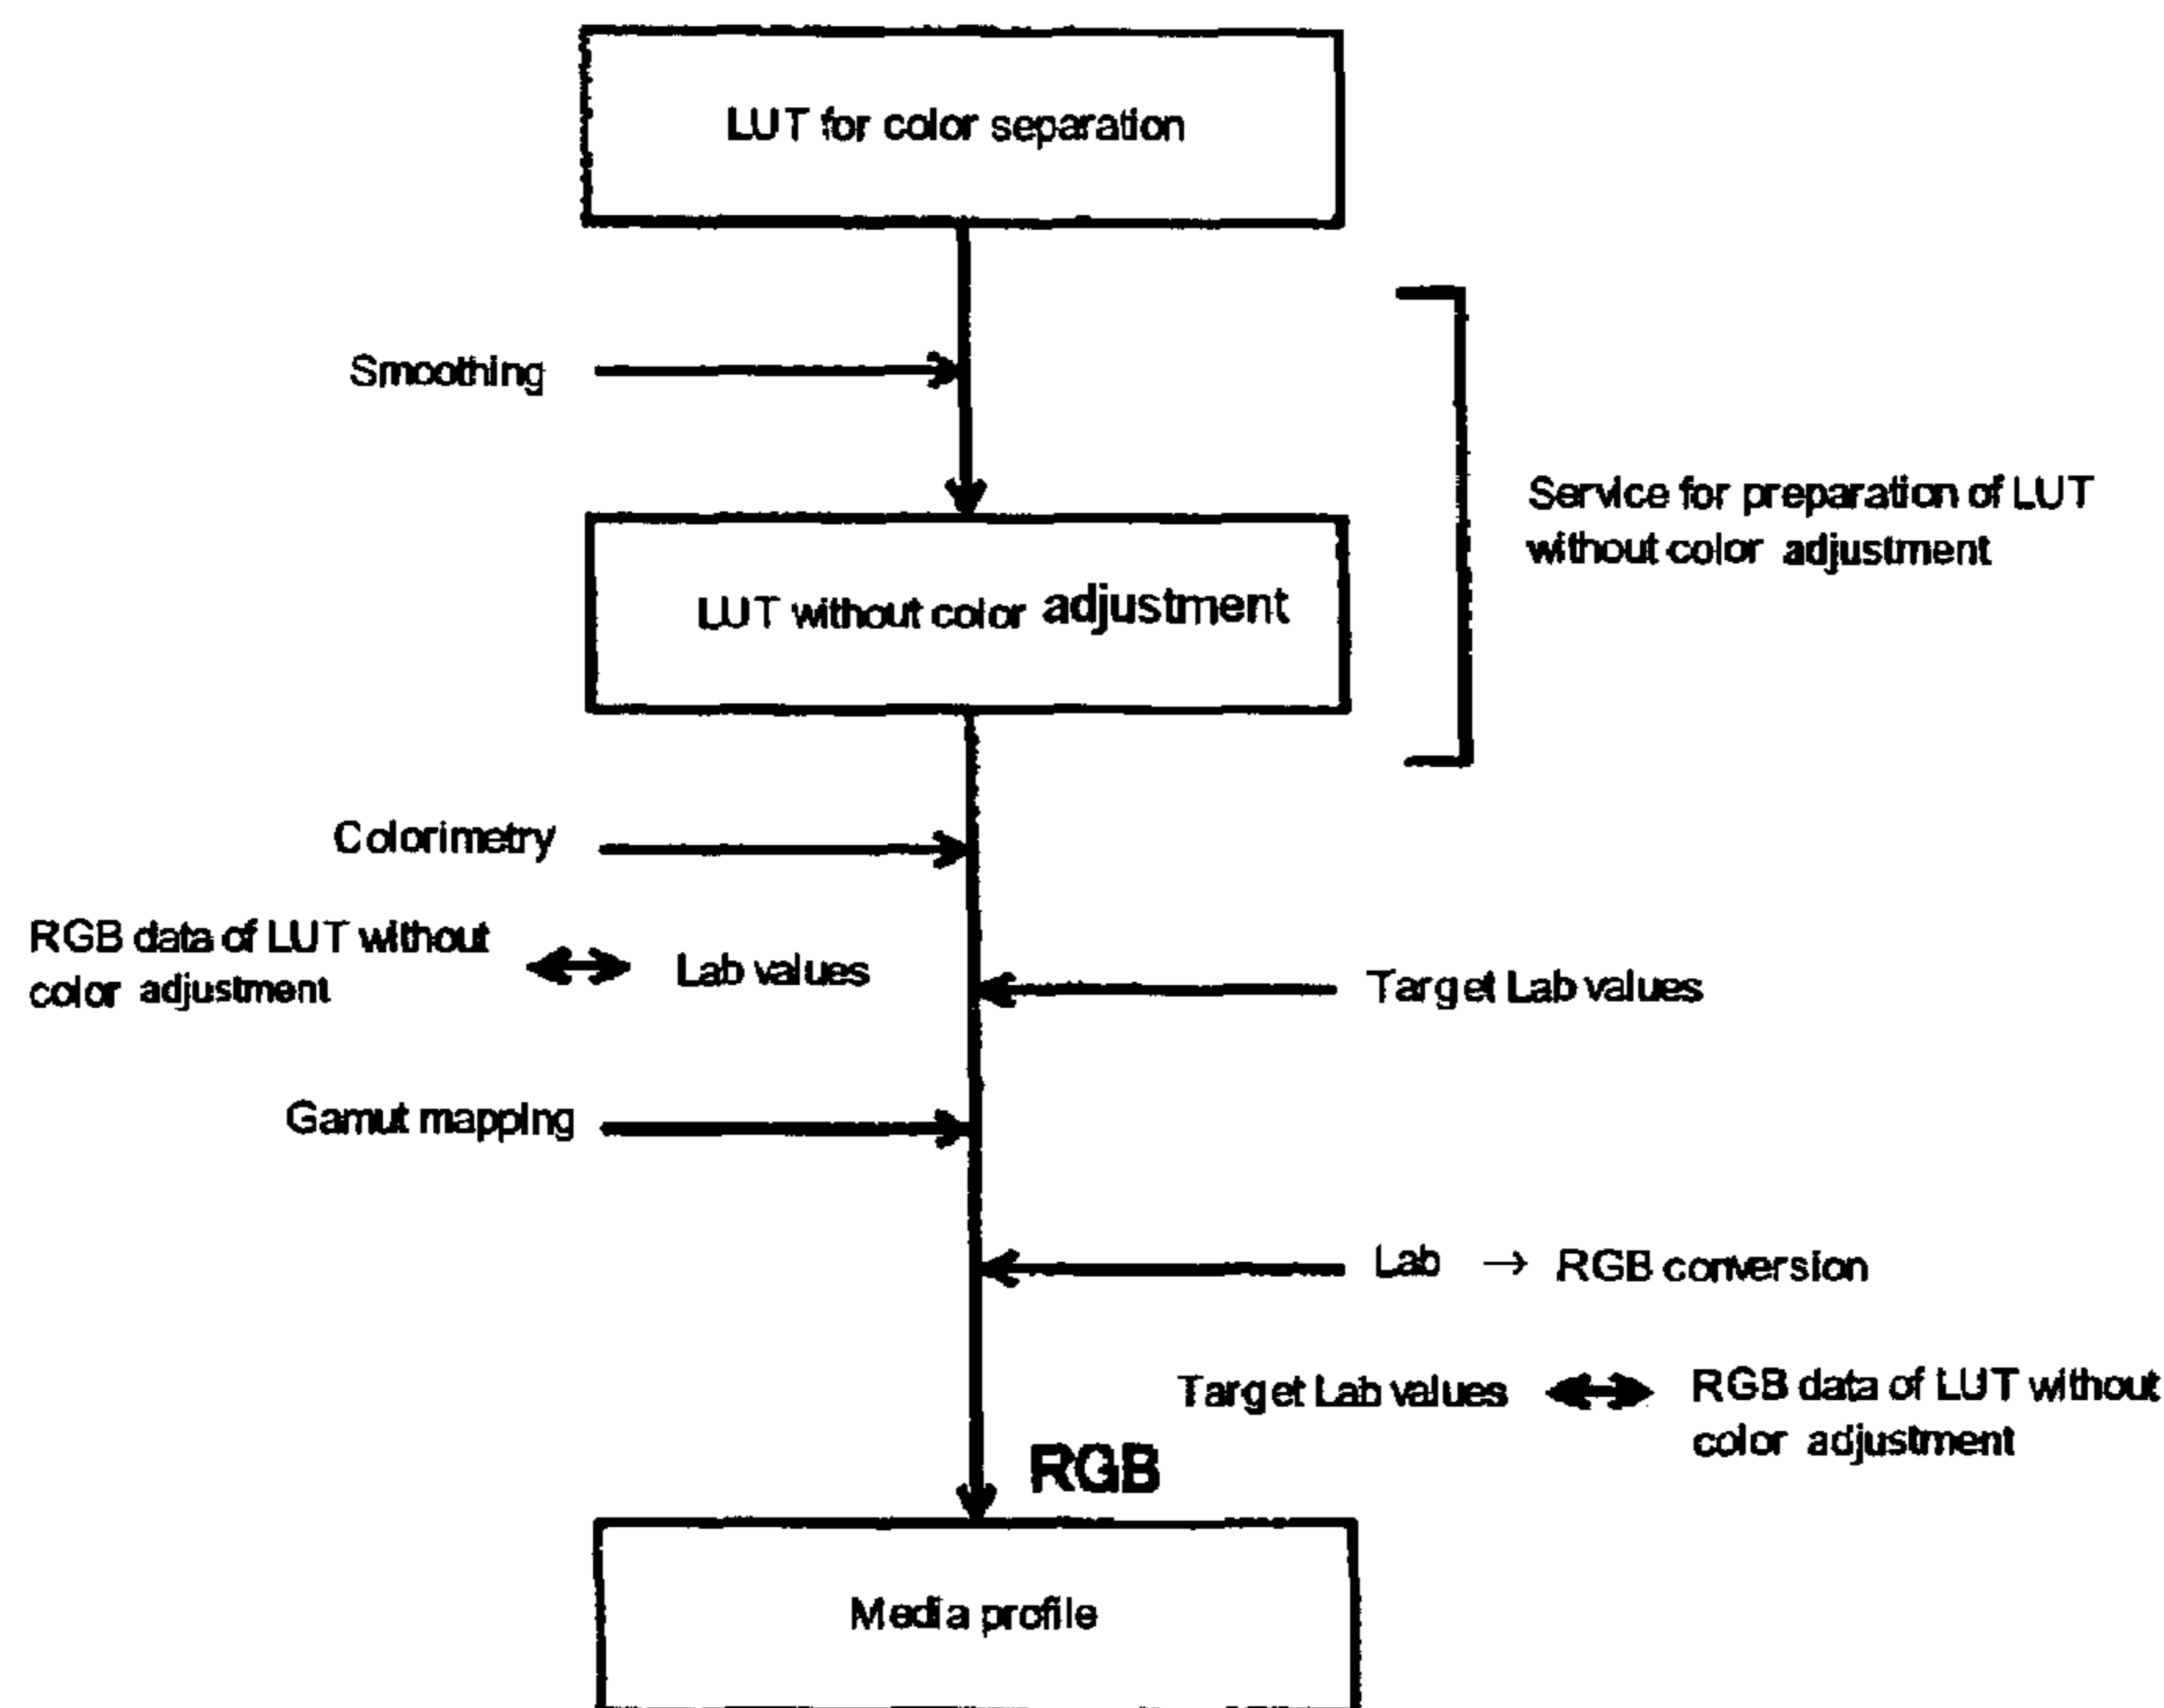 LUT for color separation
Smoothing
Service for preparation of LUT
without color adjustment
LUT without color adjustment
Colorimetry
RGB data of LUT without
color adjustment
Lab values
Target Lab values
Gamut mapping
Lab → RGB conversion
Target Lab values
RGB data of LUT without
color adjustment
RGB
Media profile